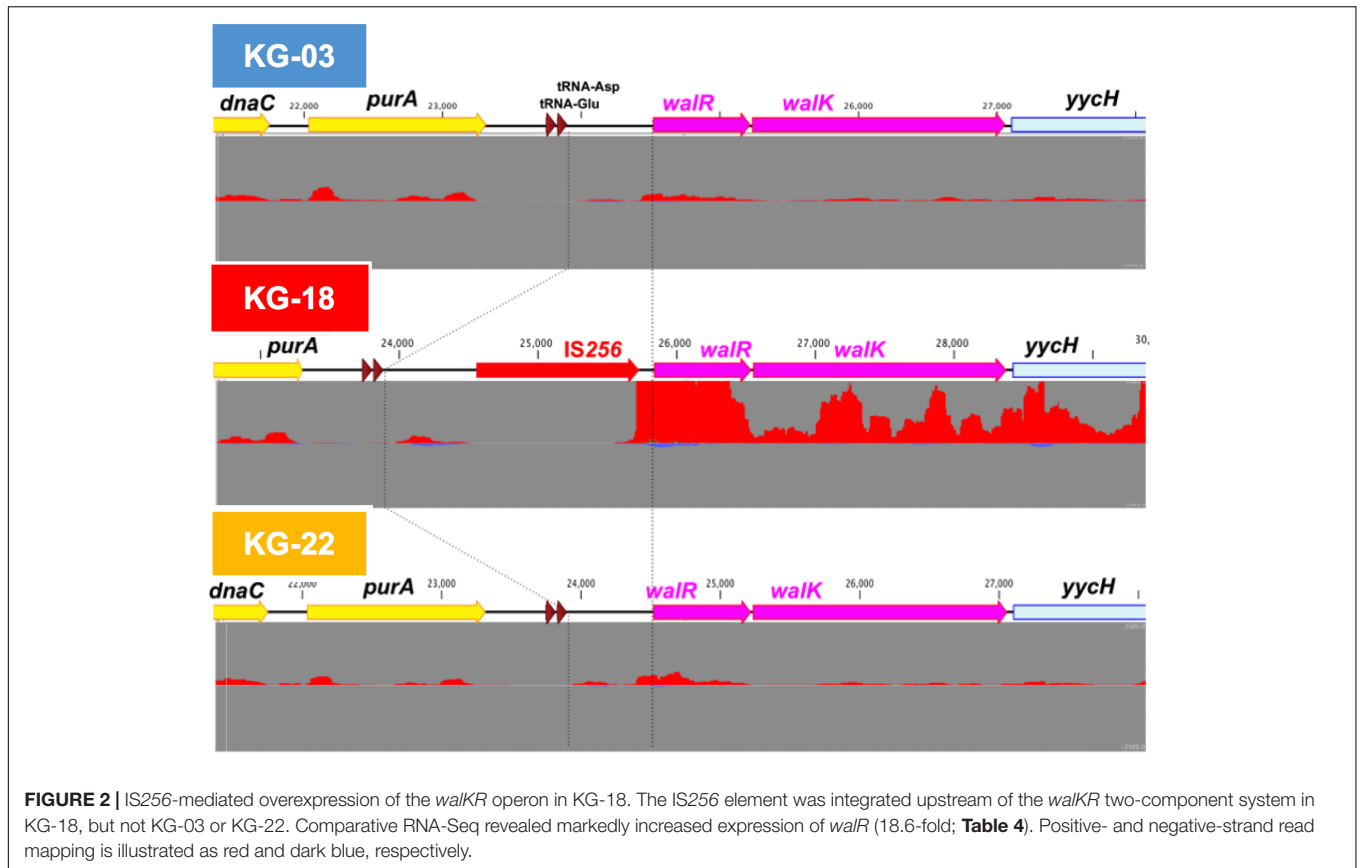 KG-03
tRNA-Asp
dnaC 22,000 purA 23,000 tRNA-Glu walR walK 26,000 27,000 yycH
KG-18
purA 24,000 25,000 IS256 26,000 walR 27,000 walK 28,000 yycH 30,
KG-22
dnaC 22,000 purA 23,000 24,000 walR 25,000 walK 26,000 27,000 yycH
FIGURE 2 | IS256-mediated overexpression of the walKR operon in KG-18. The IS256 element was integrated upstream of the walKR two-component system in
KG-18, but not KG-03 or KG-22. Comparative RNA-Seq revealed markedly increased expression of walR (18.6-fold; Table 4). Positive- and negative-strand read
mapping is illustrated as red and dark blue, respectively.